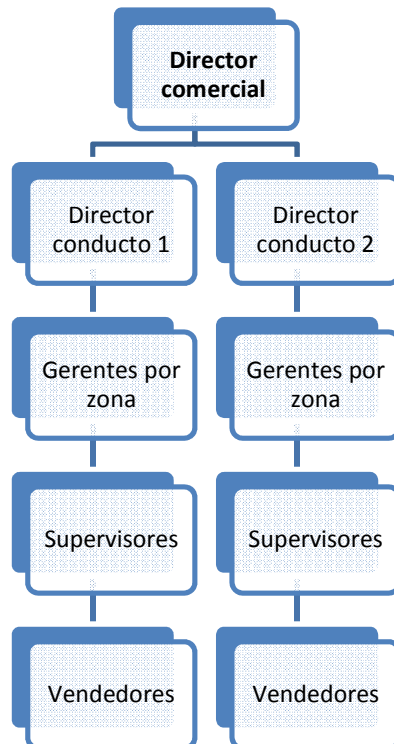 Director
comercial
Director
conducto 1
Director
conducto 2
Gerentes por
zona
Gerentes por
zona
Supervisores
Supervisores
Vendedores
Vendedores